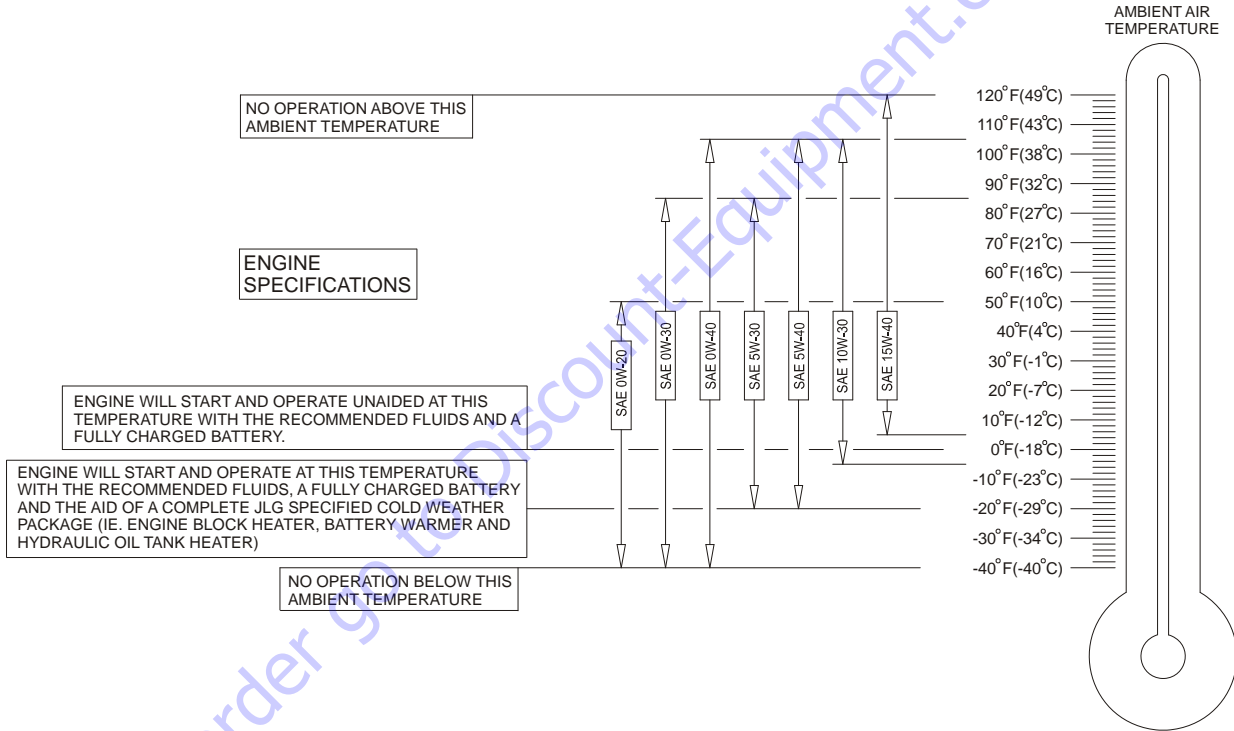 AMBIENT AIR
TEMPERATURE
120°F(49°C)
NO OPERATION ABOVE THIS
AMBIENT TEMPERATURE
110°F(43°C)
100°F(38°C)
90°F(32°C)
80°F(27°C)
70°F(21°C)
ENGINE
SPECIFICATIONS
60°F(16°C)
50°F(10°C)
40°F(4°C)
30°F(-1°C)
20°F(-7°C)
10°F(-12°C)
0°F(-18°C)
-10°F(-23°C)
-20°F(-29°C)
-30°F(-34°C)
-40°F(-40°C)
SAE 0W-20
SAE 0W-30
SAE 0W-40
SAE 5W-30
SAE 5W-40
SAE 10W-30
SAE 15W-40
ENGINE WILL START AND OPERATE UNAIDED AT THIS
TEMPERATURE WITH THE RECOMMENDED FLUIDS AND A
FULLY CHARGED BATTERY.
ENGINE WILL START AND OPERATE AT THIS TEMPERATURE
WITH THE RECOMMENDED FLUIDS, A FULLY CHARGED BATTERY
AND THE AID OF A COMPLETE JLG SPECIFIED COLD WEATHER
PACKAGE (IE. ENGINE BLOCK HEATER, BATTERY WARMER AND
HYDRAULIC OIL TANK HEATER)
NO OPERATION BELOW THIS
AMBIENT TEMPERATURE
rder go to Discount-Equipment.c